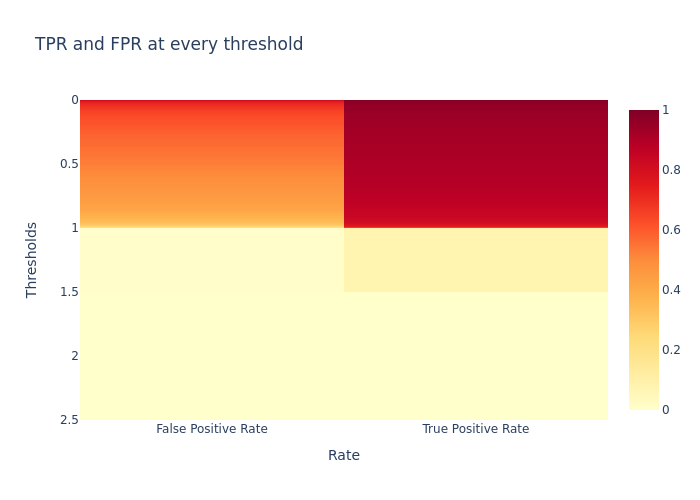 TPR and FPR at every threshold
Thresholds
0
0.5
1
1.5
2
2.5
False Positive Rate
True Positive Rate
Rate
1
0.8
0.6
0.4
0.2
0